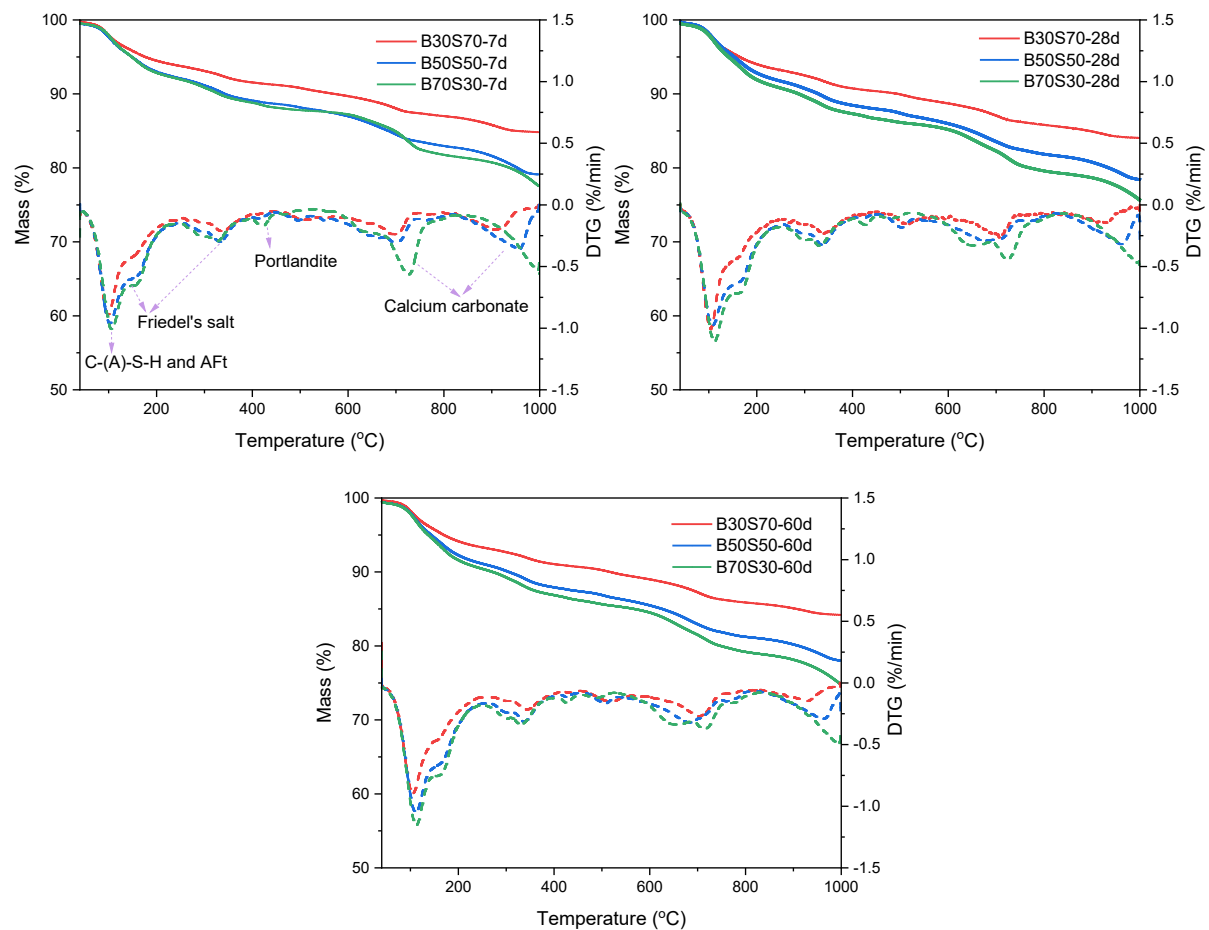 B30S70-7d
B50S50-7d
B70S30-7d
Portlandite
Calcium carbonate
Friedel's salt
C-(A)-S-H and AFt
100
90
80
70
60
50
Mass (%)
1.5
1.0
0.5
0.0
-0.5
-1.0
-1.5
DTG (%/min)
200
400
600
800
1000
Temperature (°C)
B30S70-28d
B50S50-28d
B70S30-28d
100
90
80
70
60
50
Mass (%)
1.5
1.0
0.5
0.0
-0.5
-1.0
-1.5
DTG (%/min)
200
400
600
800
1000
Temperature (°C)
B30S70-60d
B50S50-60d
B70S30-60d
100
90
80
70
60
50
Mass (%)
1.5
1.0
0.5
0.0
-0.5
-1.0
-1.5
DTG (%/min)
200
400
600
800
1000
Temperature (°C)